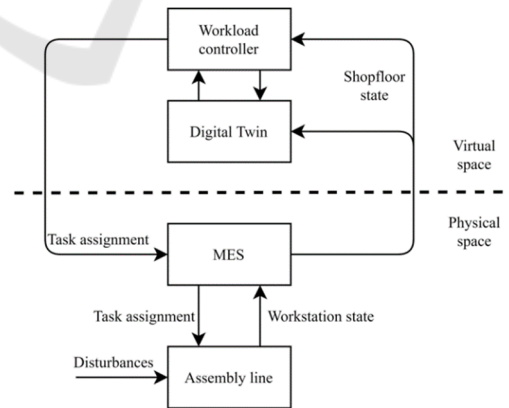 Workload
controller
Shopfloor
state
Digital Twin
Virtual
space
Physical
space
Task assignment
MES
Task assignment
Workstation state
Disturbances
Assembly line